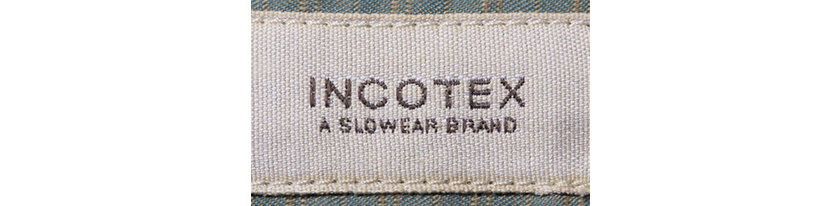 INCOTEX
A SLOWEAR BRAND